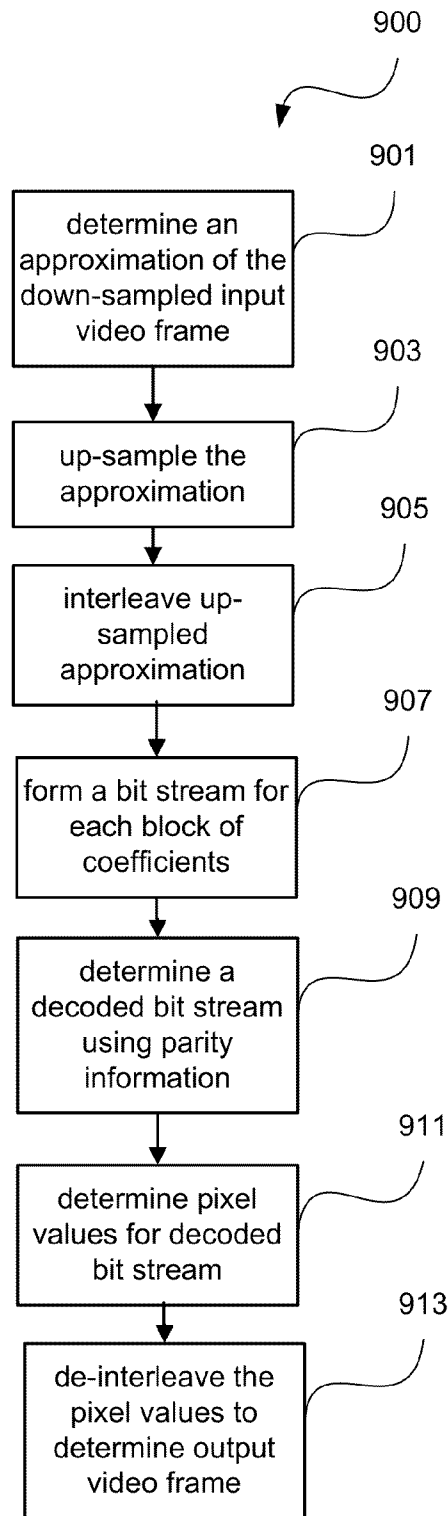 900
901
determine an
approximation of the
down-sampled input
video frame
903
up-sample the
approximation
905
interleave up-
sampled
approximation
907
form a bit stream for
each block of
coefficients
909
determine a
decoded bit stream
using parity
information
911
determine pixel
values for decoded
bit stream
913
de-interleave the
pixel values to
determine output
video frame